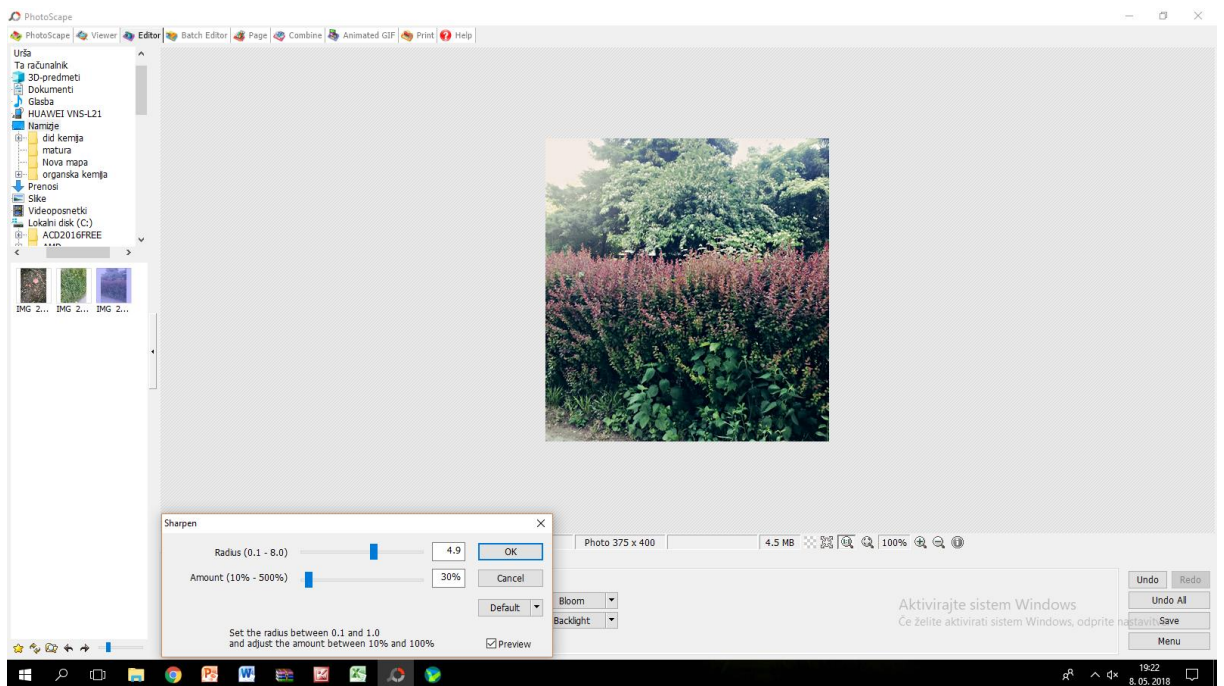 PhotoScape
PhotoScape Viewer Editor Batch Editor Page Combine Animated GIF Print Help
Urša
Ta računalnik
3D-predmeti
Dokumenti
Glasba
HUAWEI VNS-L21
Namizje
did kemija
matura
Nova mapa
organska kemija
Prenosi
Slike
Videoposnetki
Lokalni disk (C:)
ACD2016FREE
IMG 2... IMG 2... IMG 2...
Sharpen
Radius (0.1 - 8.0) 4.9 OK
Amount (10% - 500%) 30% Cancel
Default
Set the radius between 0.1 and 1.0
and adjust the amount between 10% and 100%
Preview
Photo 375 x 400 4.5 MB 100%
Bloom
Backlight
Aktivirajte sistem Windows
Če želite aktivirati sistem Windows, odprite nastavitve
Undo Redo
Undo All
Save
Menu
19:22
8. 05. 2018